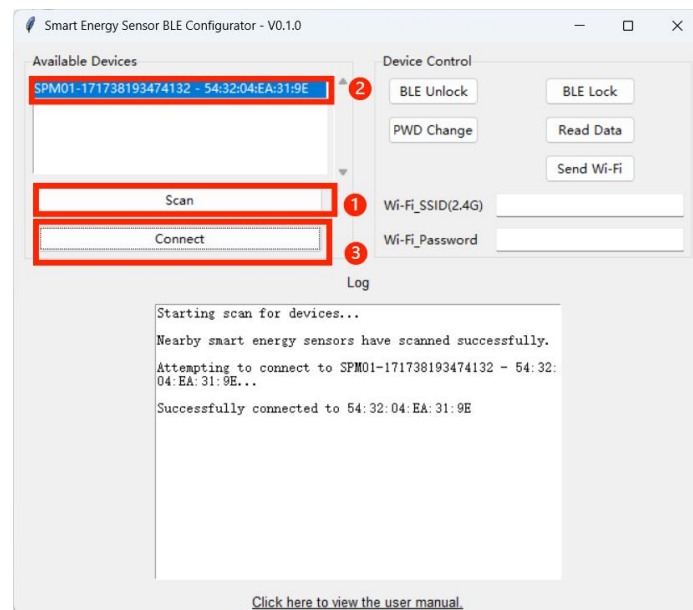 Smart Energy Sensor BLE Configurator - V0.1.0
Available Devices
SPM01-171738193474132 - 54:32:04:EA:31:9E
2
Scan
1
Connect
3
Device Control
BLE Unlock
BLE Lock
PWD Change
Read Data
Send Wi-Fi
Wi-Fi_SSID(2.4G)
Wi-Fi_Password
Log
Starting scan for devices...
Nearby smart energy sensors have scanned successfully.
Attempting to connect to SPM01-171738193474132 - 54:32:
04:EA:31:9E...
Successfully connected to 54:32:04:EA:31:9E
Click here to view the user manual.